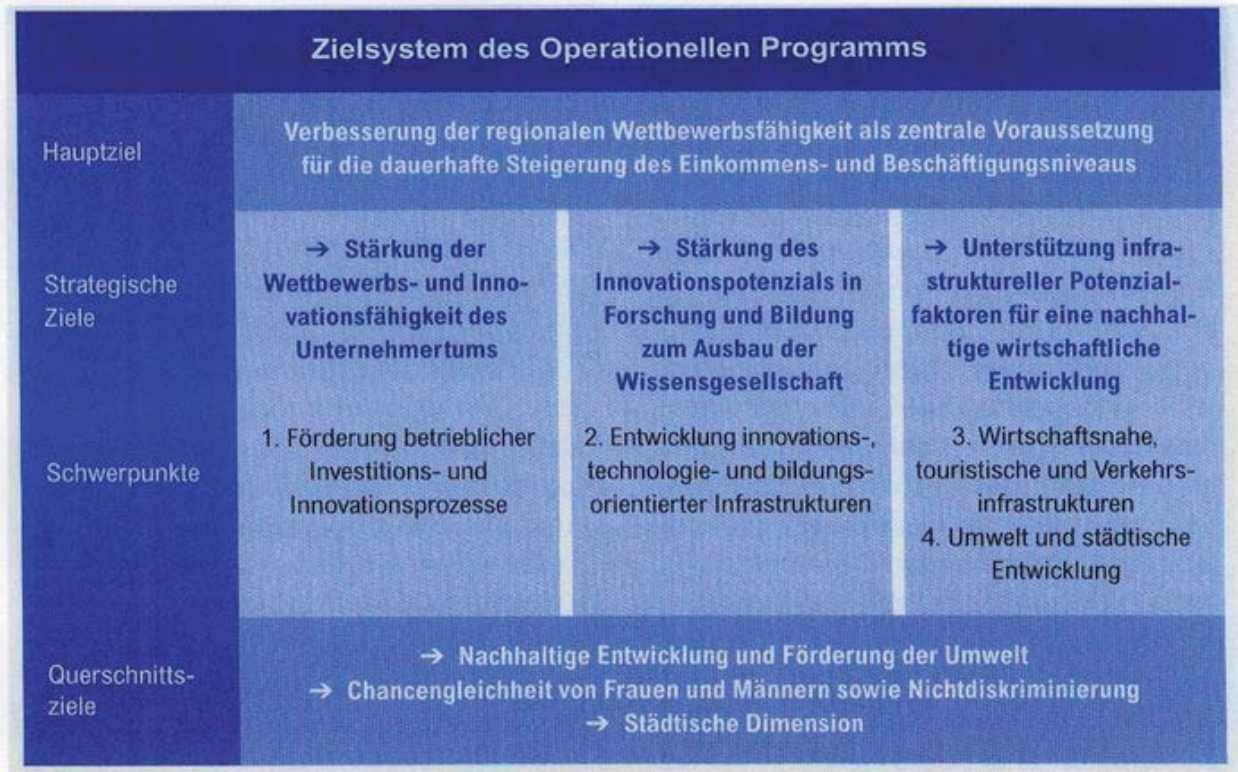 Zielsystem des Operationellen Programms
Hauptziel
Verbesserung der regionalen Wettbewerbsfähigkeit als zentrale Voraussetzung
für die dauerhafte Steigerung des Einkommens- und Beschäftigungsniveaus
Strategische
Ziele
→ Stärkung der
Wettbewerbs- und Inno-
vationsfähigkeit des
Unternehmertums
→ Stärkung des
Innovationspotenzials in
Forschung und Bildung
zum Ausbau der
Wissensgesellschaft
→ Unterstützung infra-
struktureller Potenzial-
faktoren für eine nachhal-
tige wirtschaftliche
Entwicklung
Schwerpunkte
1. Förderung betrieblicher
Investitions- und
Innovationsprozesse
2. Entwicklung innovations-,
technologie- und bildungs-
orientierter Infrastrukturen
3. Wirtschaftsnahe,
touristische und Verkehrs-
infrastrukturen
4. Umwelt und städtische
Entwicklung
Querschnitts-
ziele
→ Nachhaltige Entwicklung und Förderung der Umwelt
→ Chancengleichheit von Frauen und Männern sowie Nichtdiskriminierung
→ Städtische Dimension